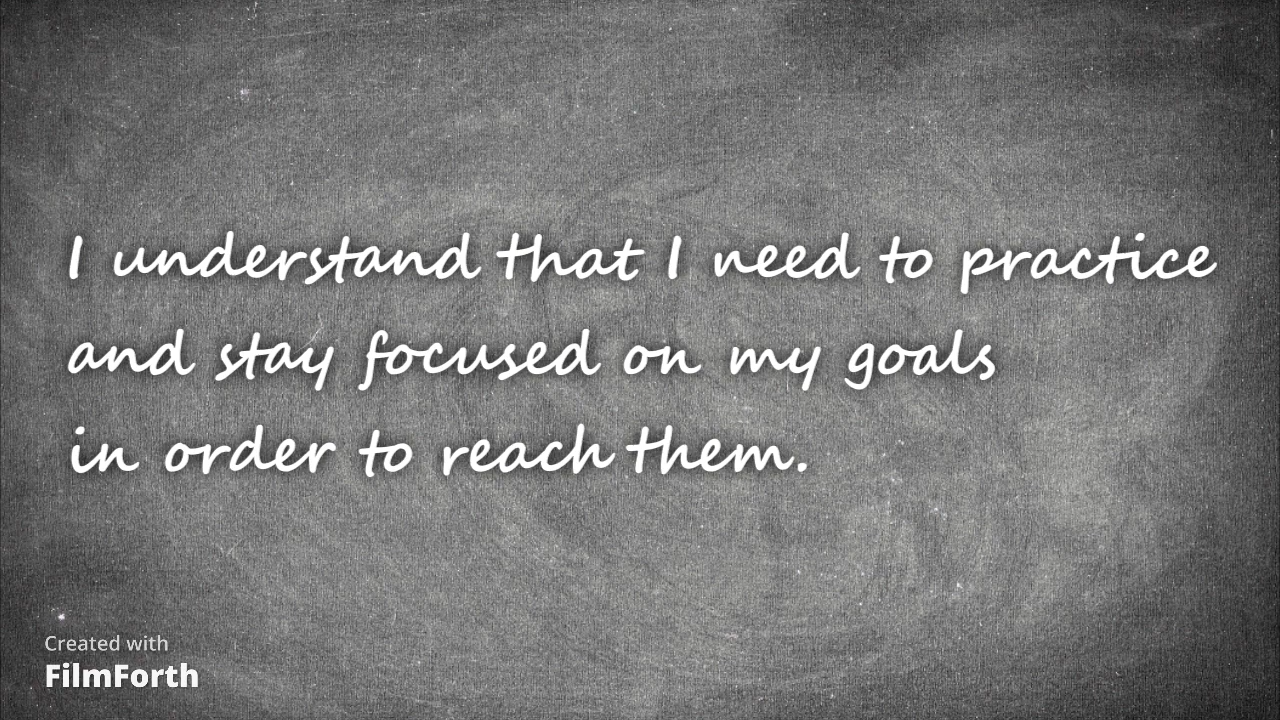 I understand that I need to practice
and stay focused on my goals
in order to reach them.
Created with
FilmForth